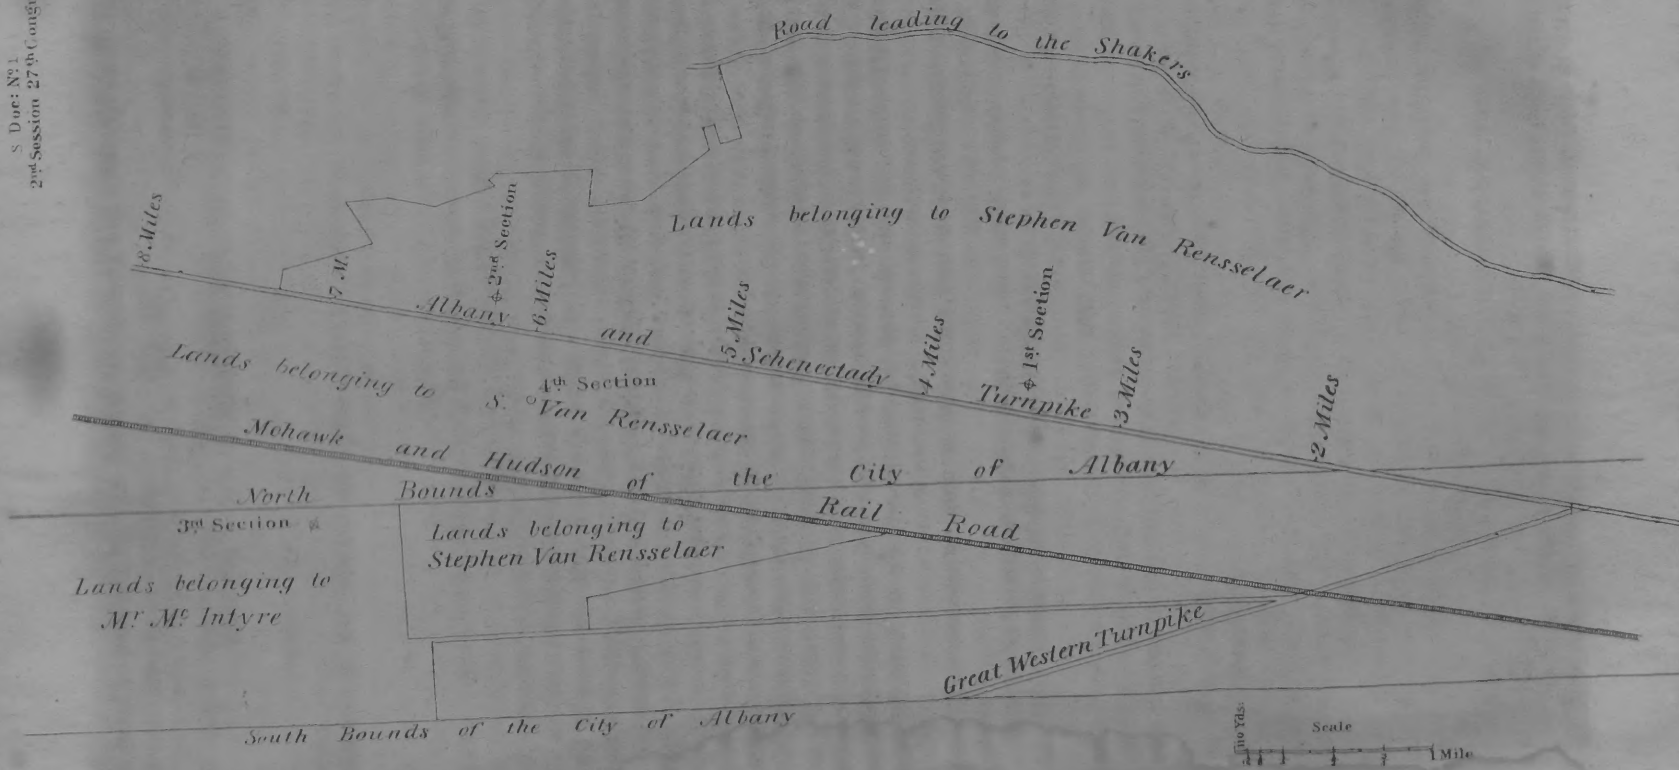 S Doc: No. 1
2nd Session 27th Cong
Road leading to the Shakers
Lands belonging to Stephen Van Rensselaer
8 Miles
7 M.
2nd Section
6 Miles
5 Miles
4 Miles
1st Section
3 Miles
2 Miles
Albany and Schenectady Turnpike
Lands belonging to S. Van Rensselaer
4th Section
Mohawk and Hudson Rail Road
North Bounds of the City of Albany
3rd Section
Lands belonging to
Stephen Van Rensselaer
Lands belonging to
Mr. Mc Intyre
Great Western Turnpike
South Bounds of the City of Albany
Scale
Yds:
1 Mile